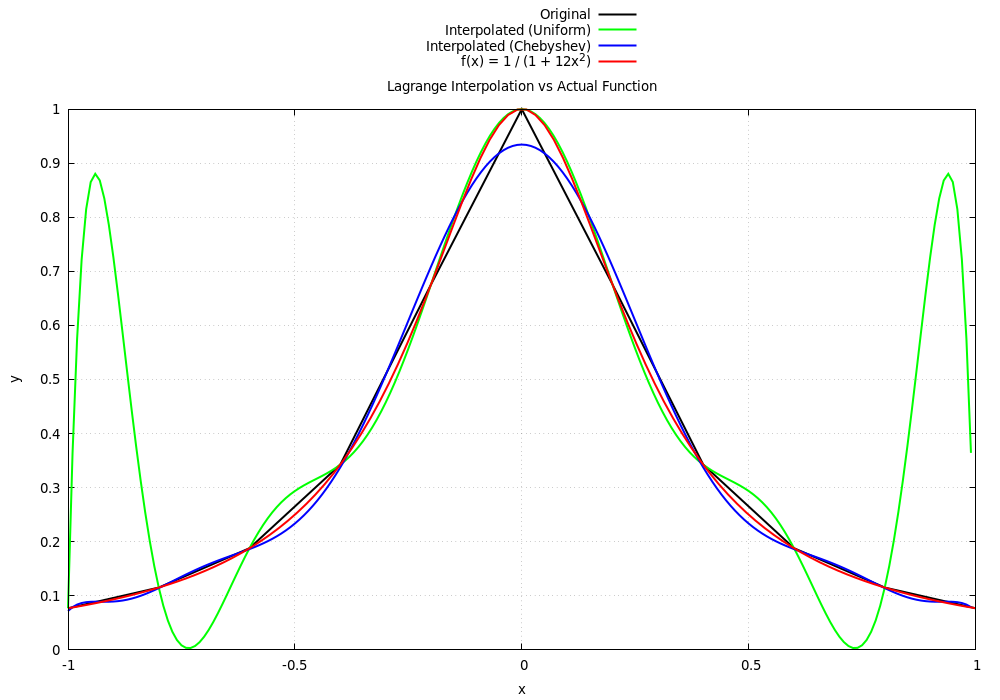 Original
Interpolated (Uniform)
Interpolated (Chebyshev)
f(x) = 1 / (1 + 12x²)
Lagrange Interpolation vs Actual Function
1
0.9
0.8
0.7
0.6
0.5
0.4
0.3
0.2
0.1
0
y
-1 -0.5 0 0.5 1
x